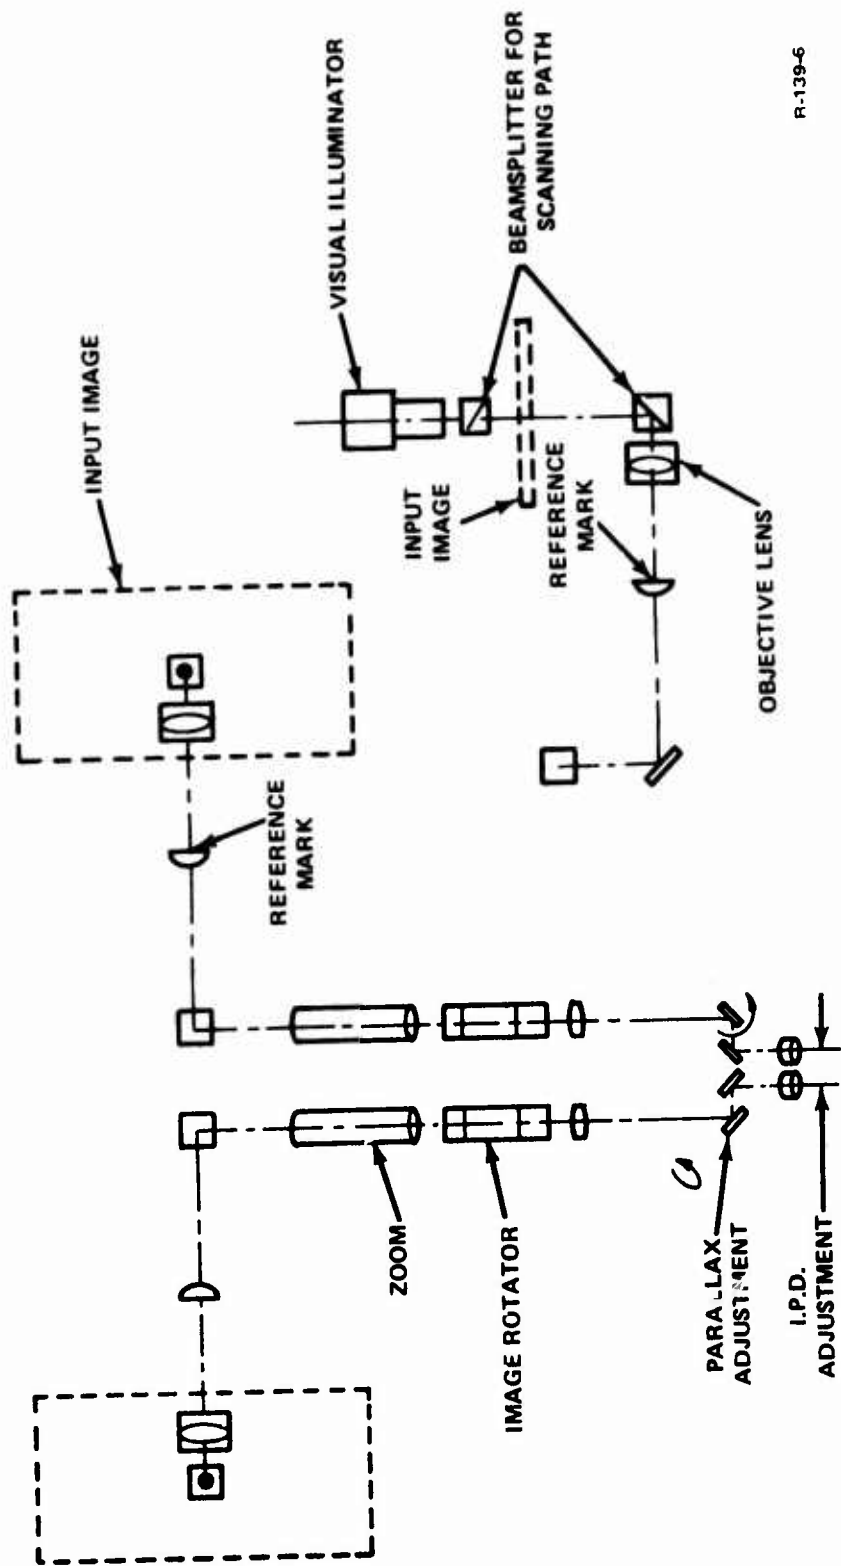 INPUT IMAGE
REFERENCE
MARK
ZOOM
IMAGE ROTATOR
PARALLAX
ADJUSTMENT
I.P.D.
ADJUSTMENT
VISUAL ILLUMINATOR
BEAMSPLITTER FOR
SCANNING PATH
INPUT
IMAGE
REFERENCE
MARK
OBJECTIVE LENS
R-139-6